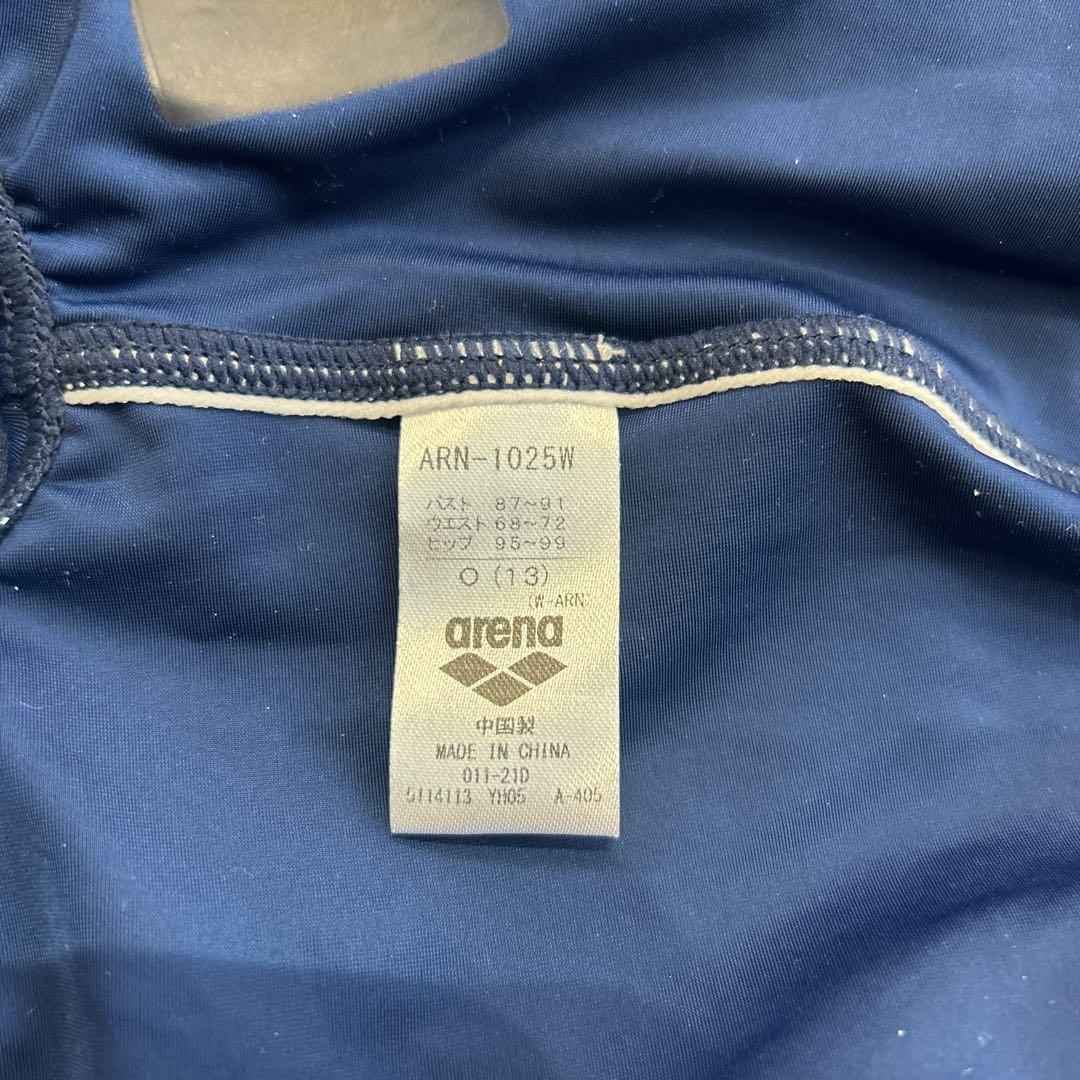 ARN-1025W
バスト 87〜91
ウエスト 68〜72
ヒップ 95〜99
O (13)
(W-ARN)
arena
中国製
MADE IN CHINA
011-21D
5114113 YH05 A-405